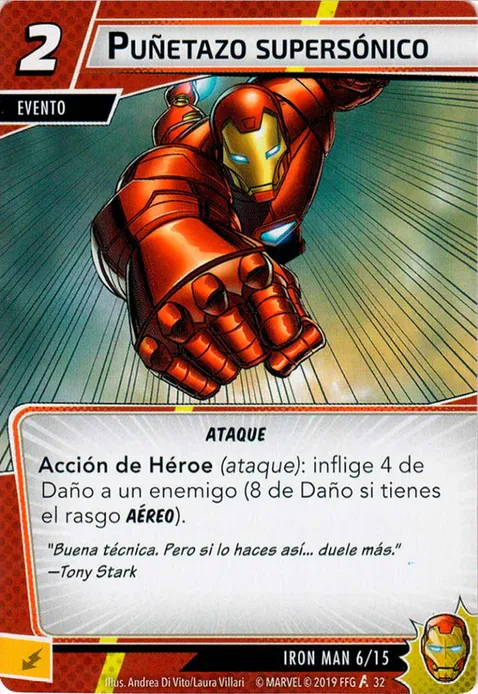 2
PUÑETAZO SUPERSÓNICO
EVENTO
ATAQUE
Acción de Héroe (ataque): inflige 4 de
Daño a un enemigo (8 de Daño si tienes
el rasgo AÉREO).
"Buena técnica. Pero si lo haces así... duele más."
—Tony Stark
IRON MAN 6/15
Illus. Andrea Di Vito/Laura Villari © MARVEL © 2019 FFG 32